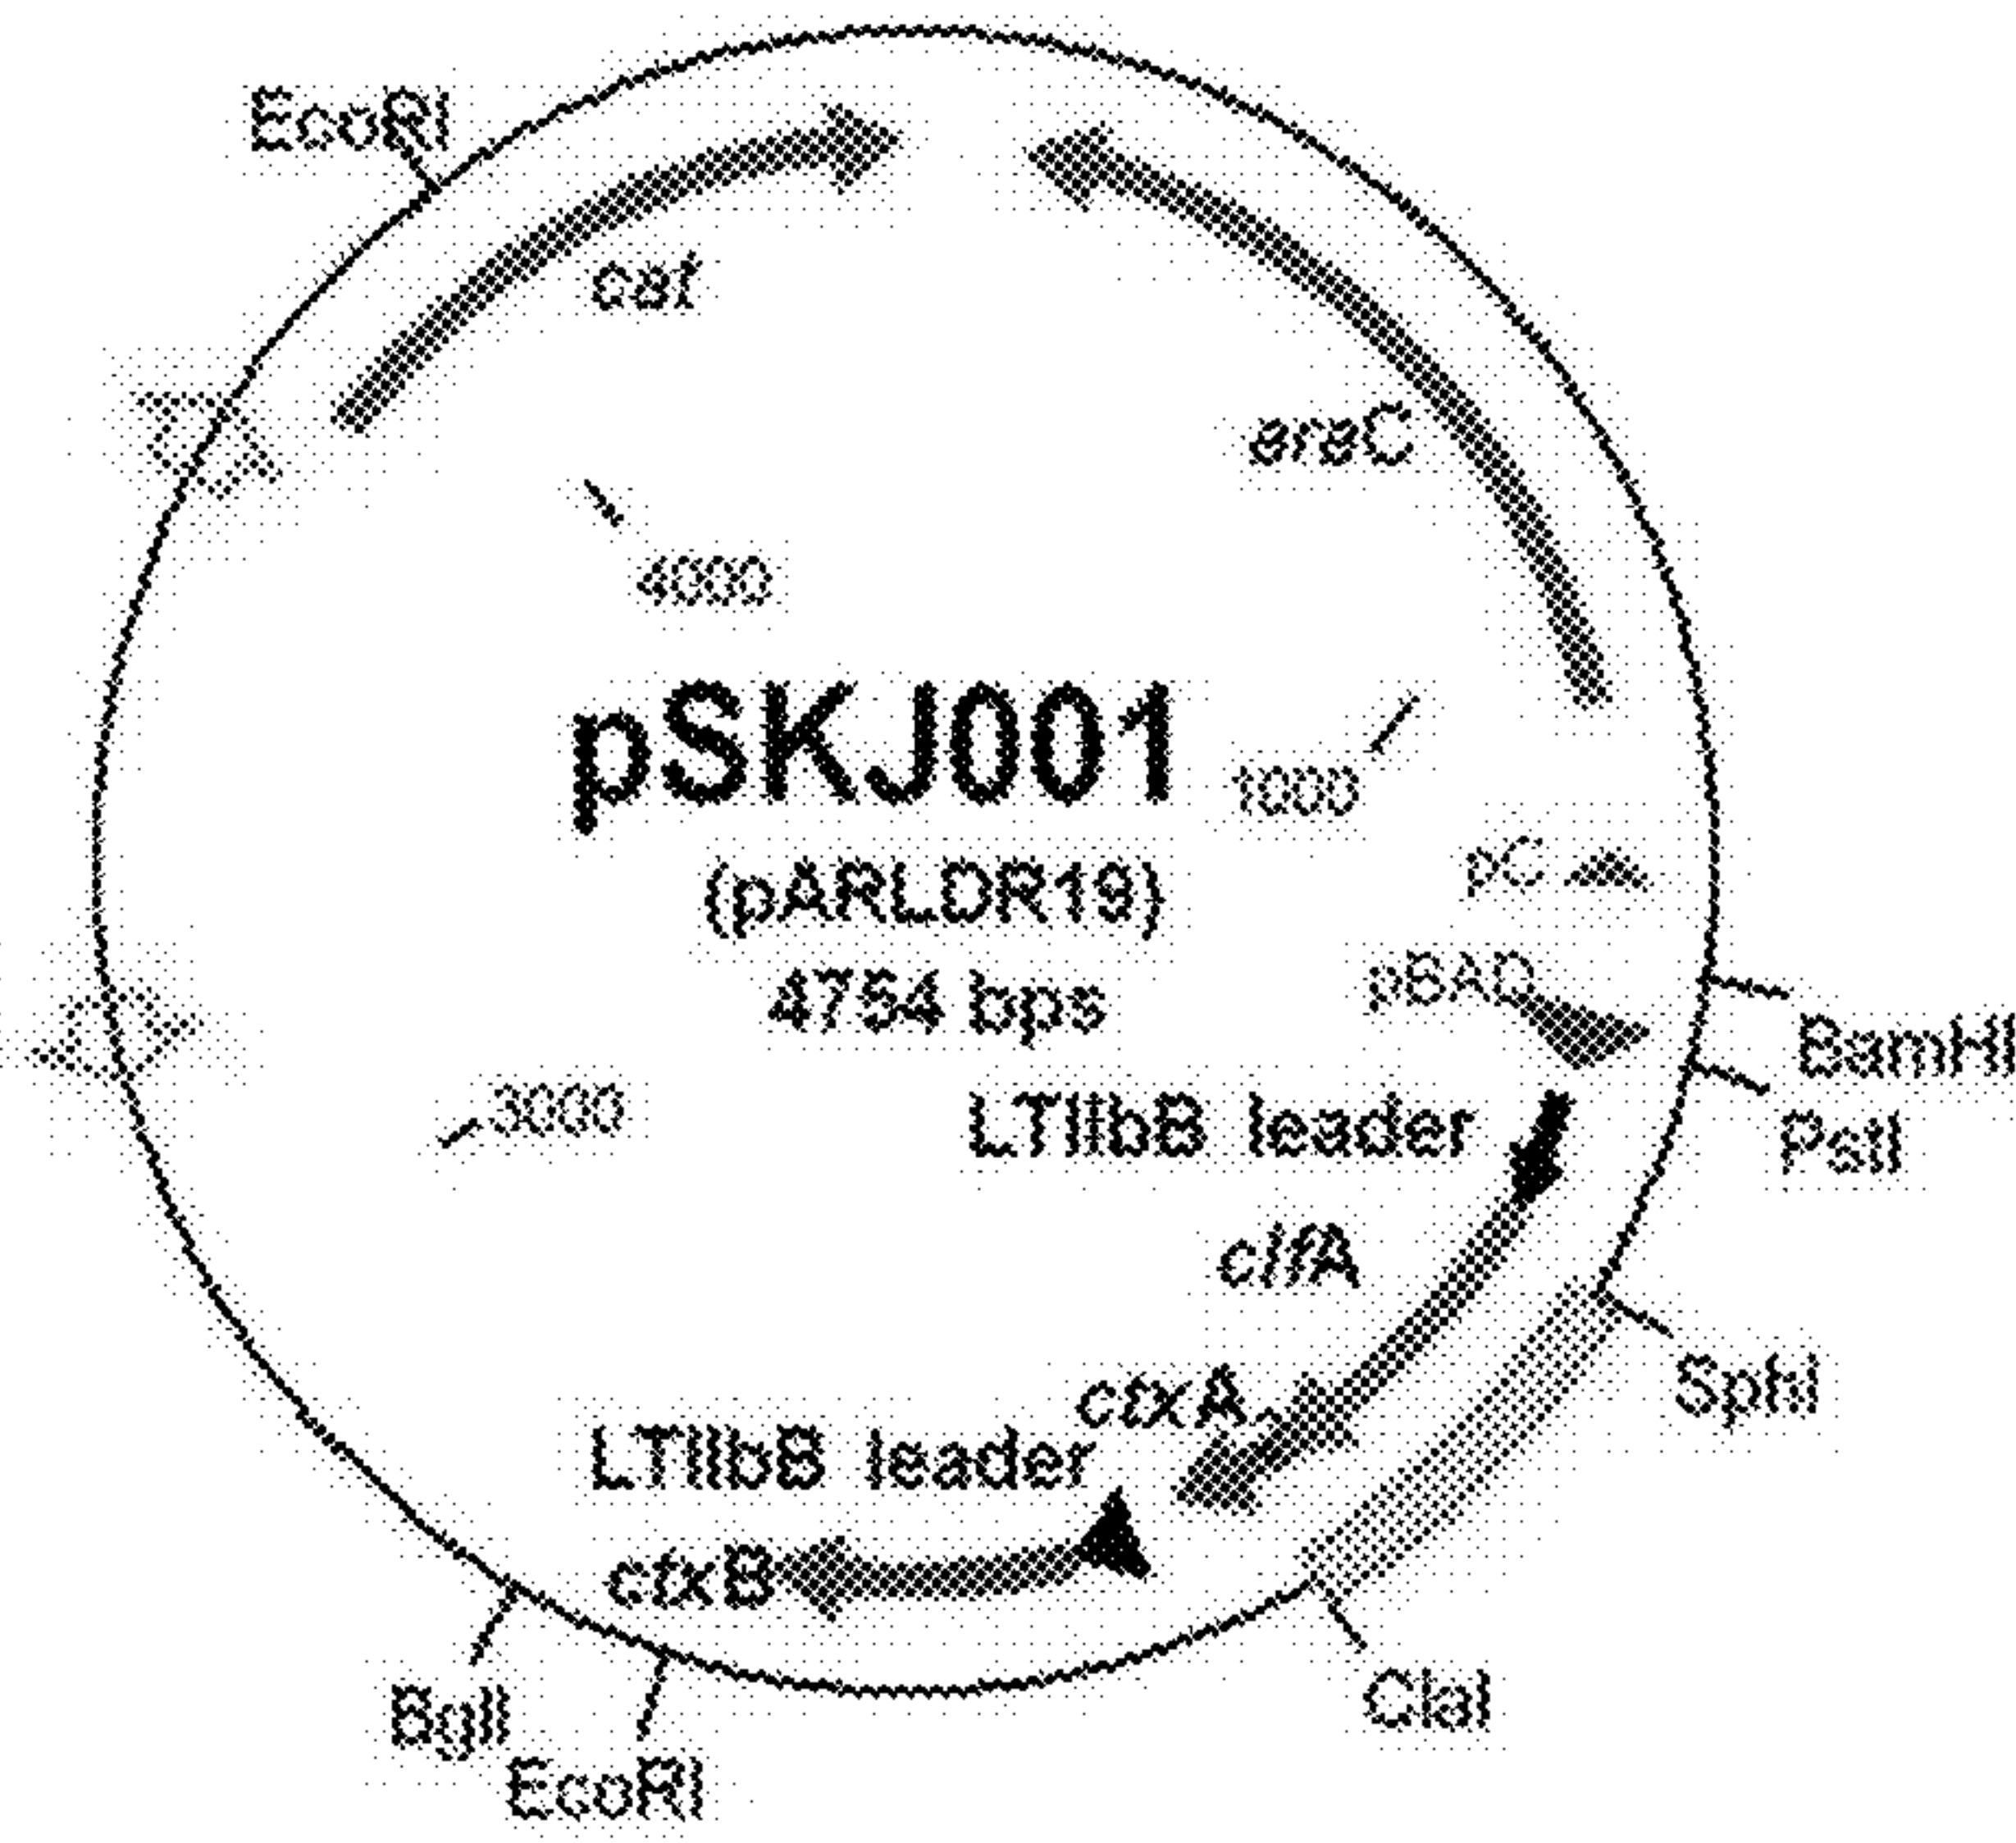 EcoRI
cat
araC
4000
pSKJ001
1000
(pARLDR19)
4754 bps
pC
pBAD
BamHI
3000
LTIIbB leader
PstI
clfA
SphI
ctxA
LTIIbB leader
ctxB
ClaI
BglI
EcoRI